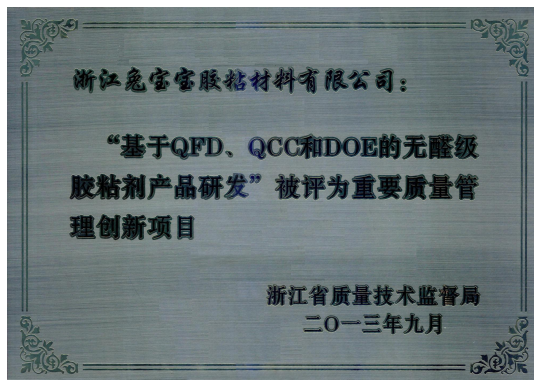 浙江兔宝宝胶粘材料有限公司：
“基于QFD、QCC和DOE的无醛级
胶粘剂产品研发”被评为重要质量管
理创新项目
浙江省质量技术监督局
二〇一三年九月